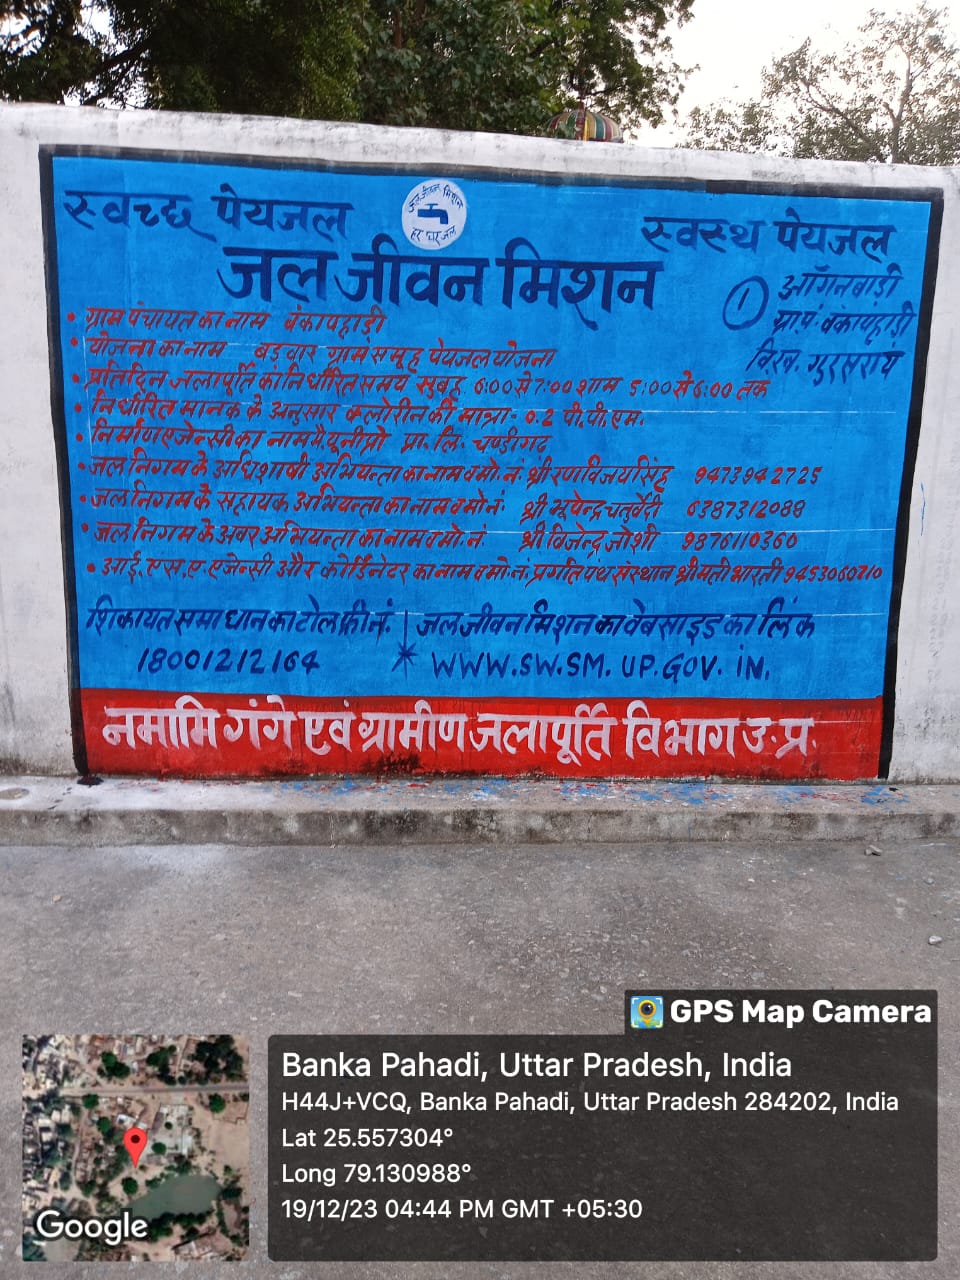 स्वच्छ पेयजल
जल जीवन मिशन
हर घर जल
स्वस्थ पेयजल
जल जीवन मिशन
① आँगनबाड़ी
ग्रा.पं. बंकापहाड़ी
वि.ख. गुरसरायं
• ग्राम पंचायत का नाम बंकापहाड़ी
• योजना का नाम बड़वार ग्राम समूह पेयजल योजना
• प्रतिदिन जलापूर्ति का निर्धारित समय सुबह 6:00 से 7:00 शाम 5:00 से 6:00 तक
• निर्धारित मानक के अनुसार क्लोरीन की मात्रा - 0.2 पी.पी.एम.
• निर्माण एजेन्सी का नाम मै. यूनीप्रो प्रा. लि. चण्डीगढ़
• जल निगम के अधिशाषी अभियन्ता का नाम व मो. नं. श्री रणविजय सिंह 9473942725
• जल निगम के सहायक अभियन्ता का नाम व मो. नं. श्री भूपेन्द्र चतुर्वेदी 6387312089
• जल निगम के अवर अभियन्ता का नाम व मो. नं. श्री विजेन्द्र जोशी 9876110360
• आई. एस. ए. एजेन्सी और कोर्डिनेटर का नाम व मो. नं. प्रगति पंथ संस्थान श्रीमती भारती 9453060210
शिकायत समाधान का टोल फ्री नं. | जल जीवन मिशन का वेब साइड का लिंक
18001212164 * WWW.SW.SM.UP.GOV.IN.
नमामि गंगे एवं ग्रामीण जलापूर्ति विभाग उ.प्र.
GPS Map Camera
Banka Pahadi, Uttar Pradesh, India
H44J+VCQ, Banka Pahadi, Uttar Pradesh 284202, India
Lat 25.557304°
Long 79.130988°
19/12/23 04:44 PM GMT +05:30
Google